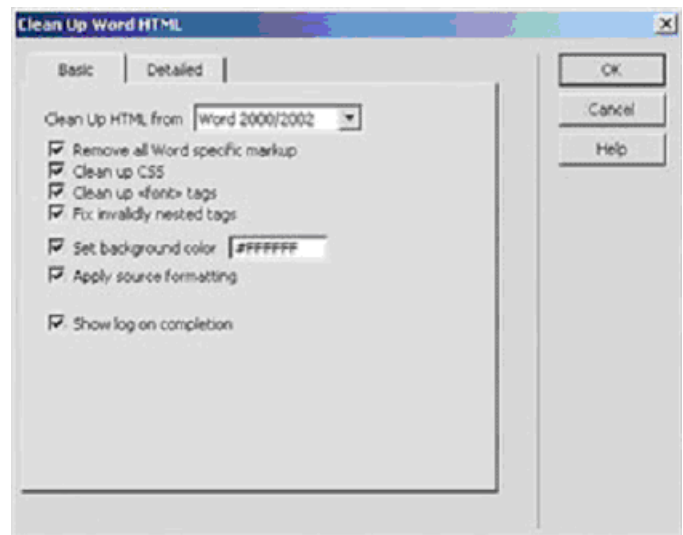 Clean Up Word HTML
Basic
Detailed
Clean Up HTML from Word 2000/2002
Remove all Word specific markup
Clean up CSS
Clean up <font> tags
Fix invalidly nested tags
Set background color #FFFFFF
Apply source formatting
Show log on completion
OK
Cancel
Help